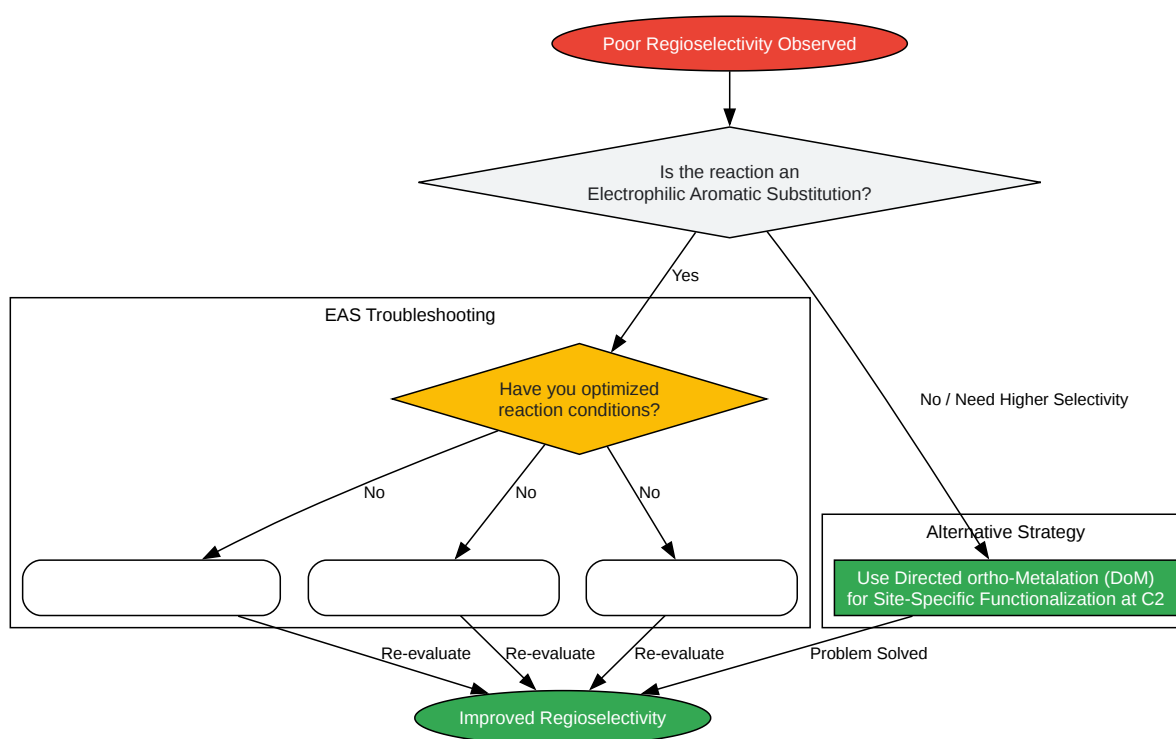 Poor Regioselectivity Observed
Is the reaction an
Electrophilic Aromatic Substitution?
Yes
EAS Troubleshooting
Have you optimized
reaction conditions?
No / Need Higher Selectivity
No
No
No
Alternative Strategy
Use Directed ortho-Metalation (DoM)
for Site-Specific Functionalization at C2
Re-evaluate
Re-evaluate
Re-evaluate
Problem Solved
Improved Regioselectivity